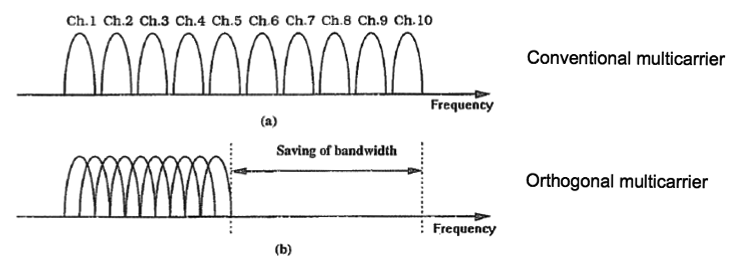 Ch.1 Ch.2 Ch.3 Ch.4 Ch.5 Ch.6 Ch.7 Ch.8 Ch.9 Ch.10
Conventional multicarrier
Frequency
(a)
Saving of bandwidth
Orthogonal multicarrier
Frequency
(b)